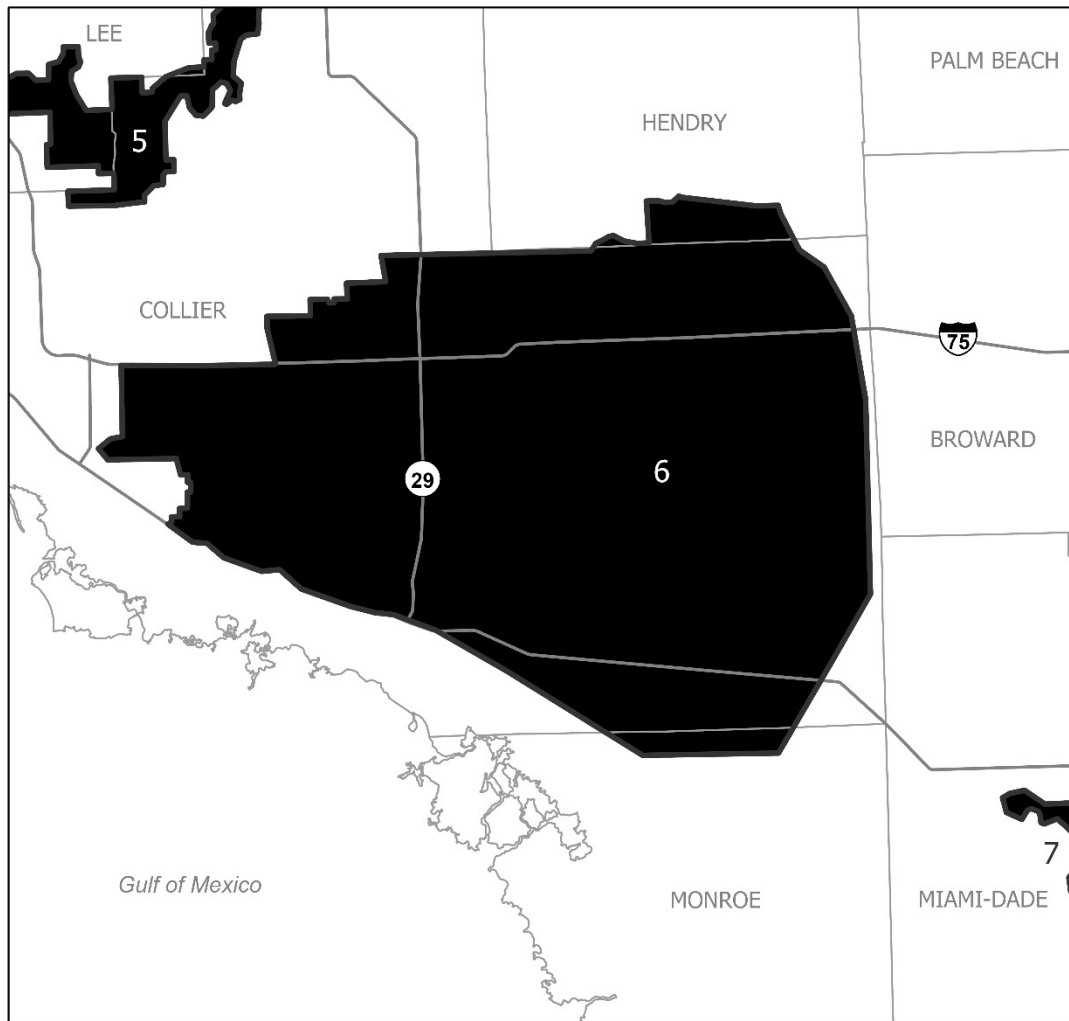 LEE
PALM BEACH
HENDRY
5
COLLIER
75
BROWARD
6
29
7
Gulf of Mexico
MONROE
MIAMI-DADE